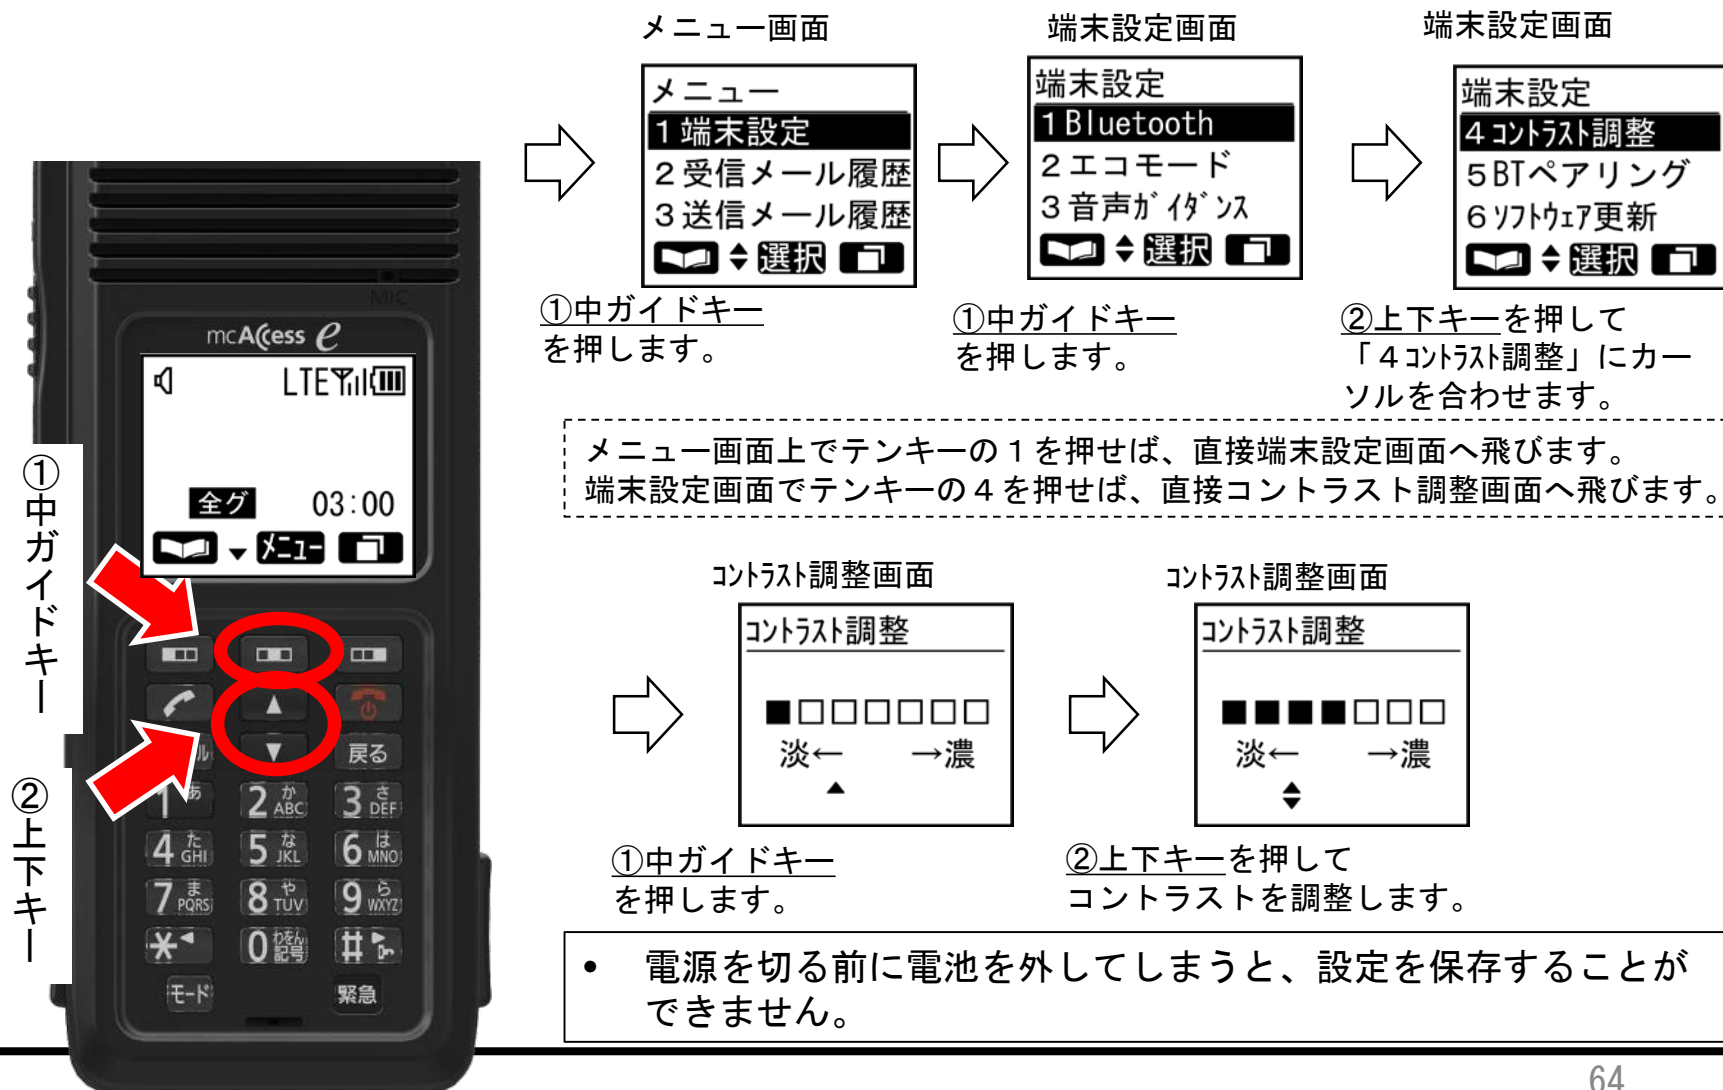 メニュー画面
メニュー
1 端末設定
2 受信メール履歴
3 送信メール履歴
選択
①中ガイドキー
を押します。
端末設定画面
端末設定
1 Bluetooth
2 エコモード
3 音声ｶﾞｲﾀﾞﾝｽ
選択
①中ガイドキー
を押します。
端末設定画面
端末設定
4 ｺﾝﾄﾗｽﾄ調整
5 BTペアリング
6 ｿﾌﾄｳｪｱ更新
選択
②上下キーを押して
「４ｺﾝﾄﾗｽﾄ調整」にカー
ソルを合わせます。
メニュー画面上でテンキーの１を押せば、直接端末設定画面へ飛びます。
端末設定画面でテンキーの４を押せば、直接コントラスト調整画面へ飛びます。
ｺﾝﾄﾗｽﾄ調整画面
ｺﾝﾄﾗｽﾄ調整
淡← →濃
①中ガイドキー
を押します。
ｺﾝﾄﾗｽﾄ調整画面
ｺﾝﾄﾗｽﾄ調整
淡← →濃
②上下キーを押して
コントラストを調整します。
• 電源を切る前に電池を外してしまうと、設定を保存することが
できません。
MIC
mcAccess e
LTE
全グ 03:00
ﾒﾆｭｰ
①中ガイドキー
②上下キー
ル 戻る
1 あ 2 か ABC 3 さ DEF
4 た GHI 5 な JKL 6 は MNO
7 ま PQRS 8 や TUV 9 ら WXYZ
＊ 0 わをん 記号 #
モード 緊急
64